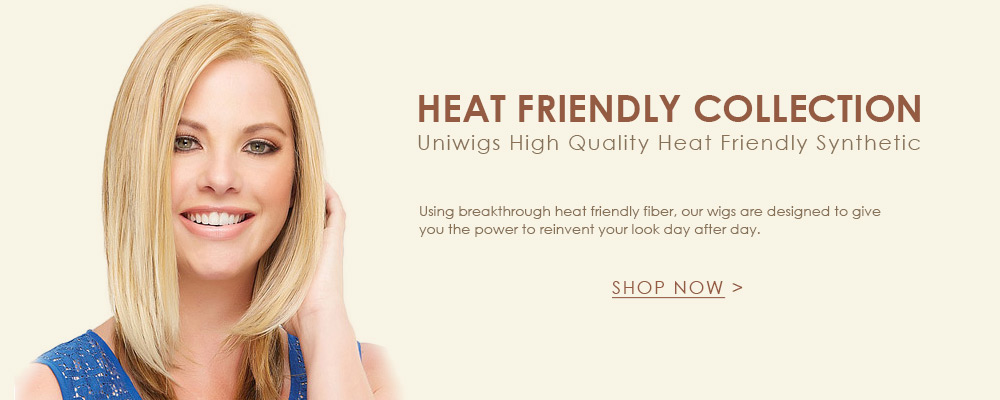 HEAT FRIENDLY COLLECTION
Uniwigs High Quality Heat Friendly Synthetic
Using breakthrough heat friendly fiber, our wigs are designed to give
you the power to reinvent your look day after day.
SHOP NOW >